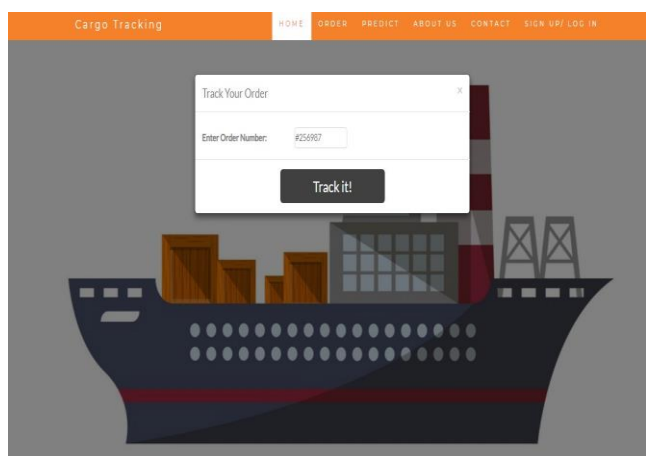 Cargo Tracking HOME ORDER PREDICT ABOUT US CONTACT SIGN UP/ LOG IN
Track Your Order x
Enter Order Number: #256987
Track it!